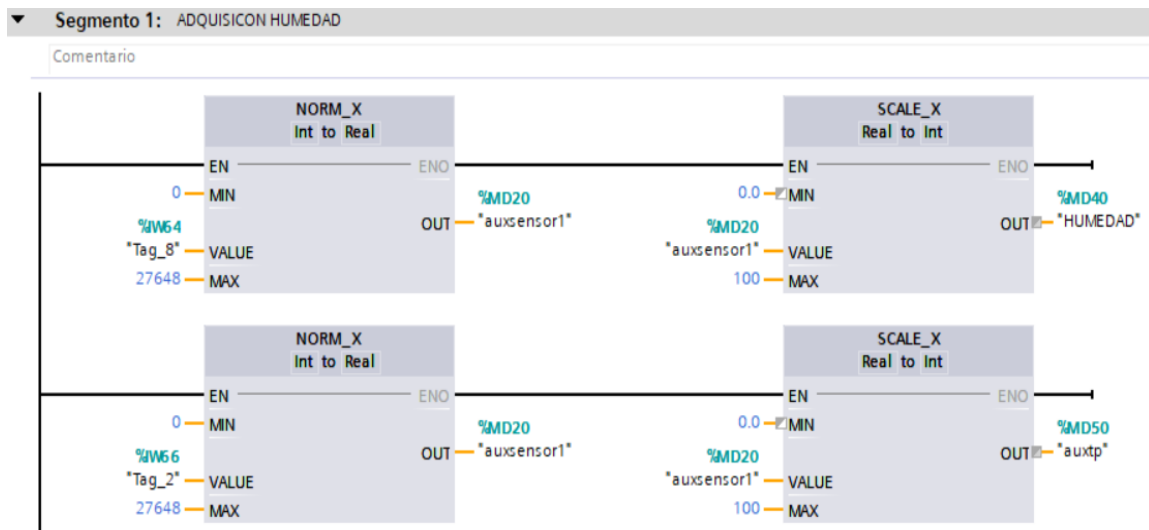 Segmento 1: ADQUISICON HUMEDAD
Comentario
NORM_X
Int to Real
EN
ENO
0
MIN
%MD20
OUT
"auxsensor1"
%IW64
"Tag_8"
VALUE
27648
MAX
SCALE_X
Real to Int
EN
ENO
0.0
MIN
%MD40
OUT
"HUMEDAD"
%MD20
"auxsensor1"
VALUE
100
MAX
NORM_X
Int to Real
EN
ENO
0
MIN
%MD20
OUT
"auxsensor1"
%IW66
"Tag_2"
VALUE
27648
MAX
SCALE_X
Real to Int
EN
ENO
0.0
MIN
%MD50
OUT
"auxtp"
%MD20
"auxsensor1"
VALUE
100
MAX